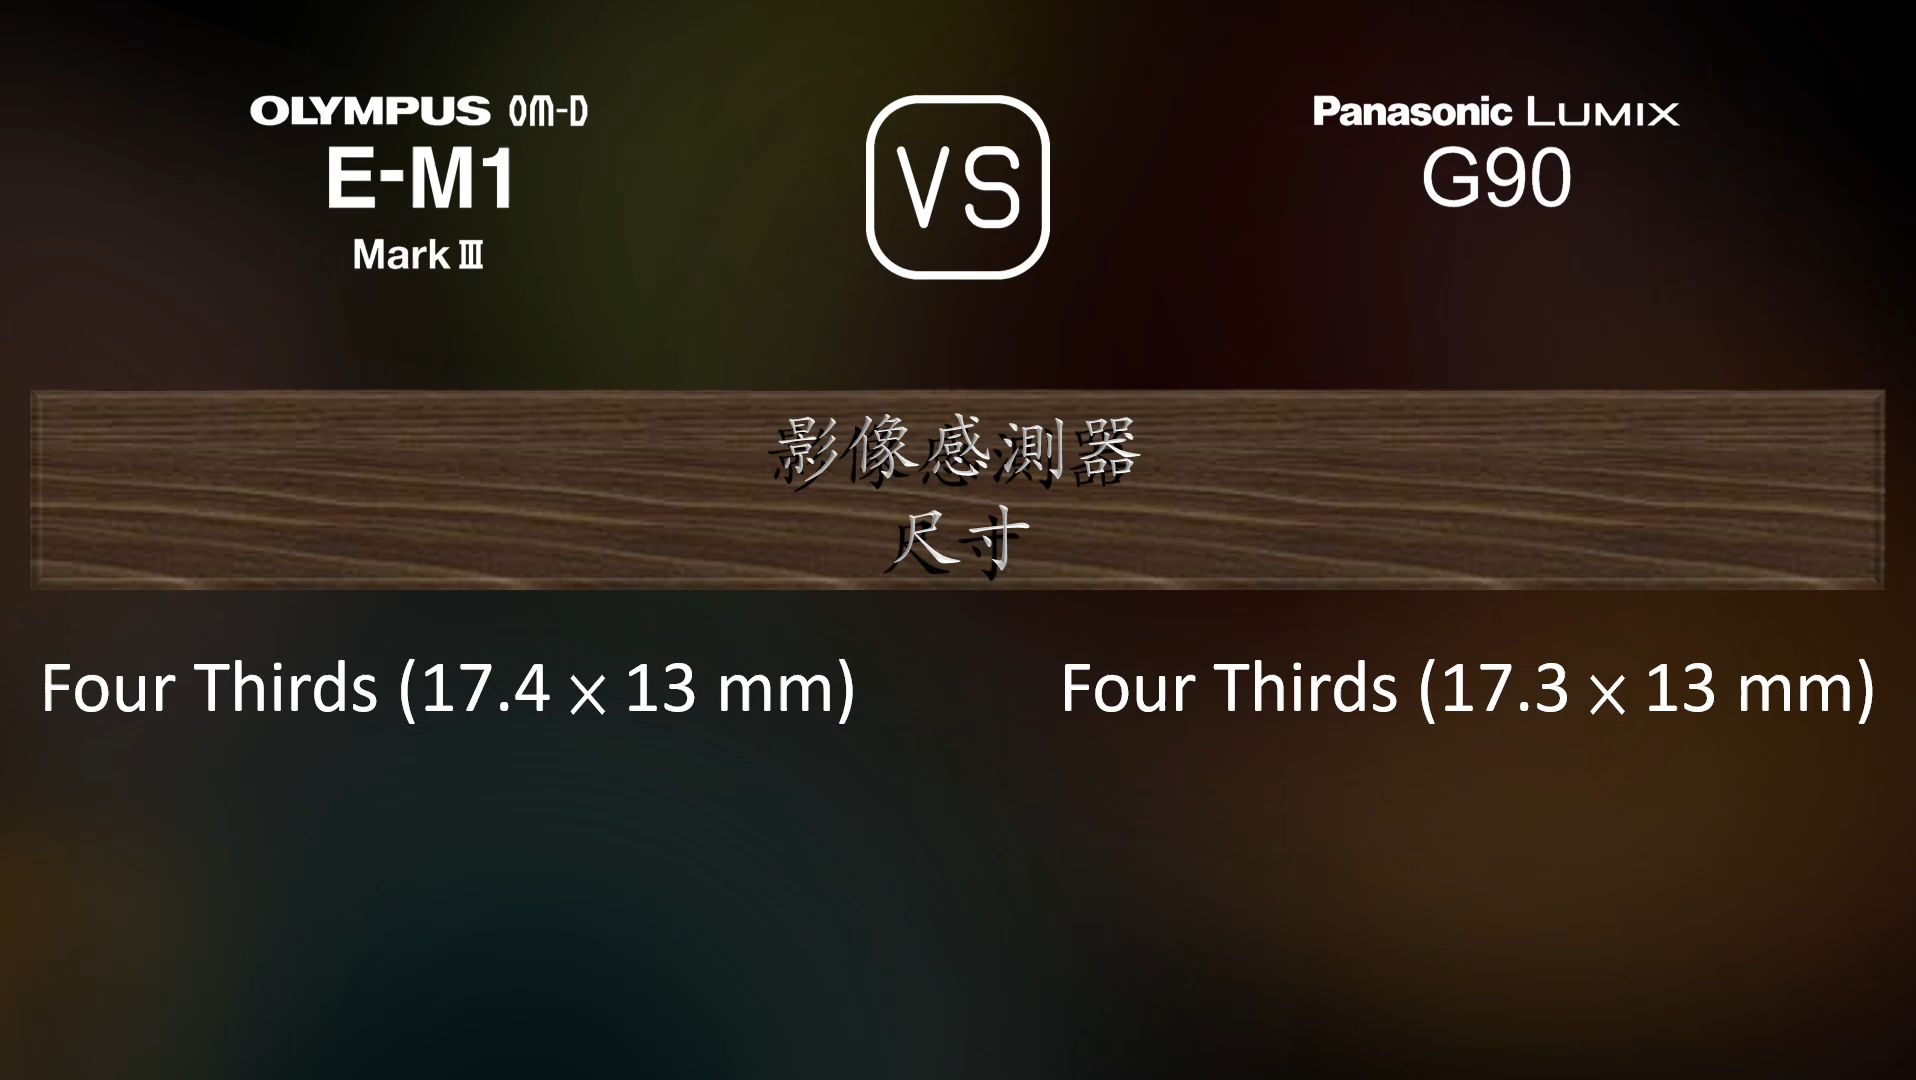 OLYMPUS OM-D
E-M1
Mark III
VS
Panasonic LUMIX
G90
影像感測器
尺寸
Four Thirds (17.4 x 13 mm)
Four Thirds (17.3 x 13 mm)